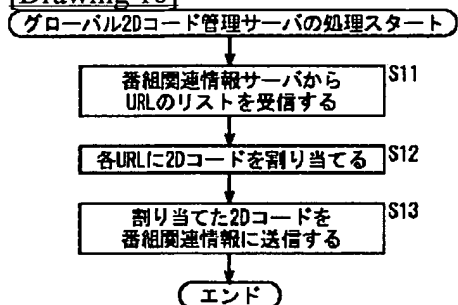 グローバル2Dコード管理サーバの処理スタート
番組関連情報サーバから
URLのリストを受信する
S11
各URLに2Dコードを割り当てる
S12
割り当てた2Dコードを
番組関連情報に送信する
S13
エンド